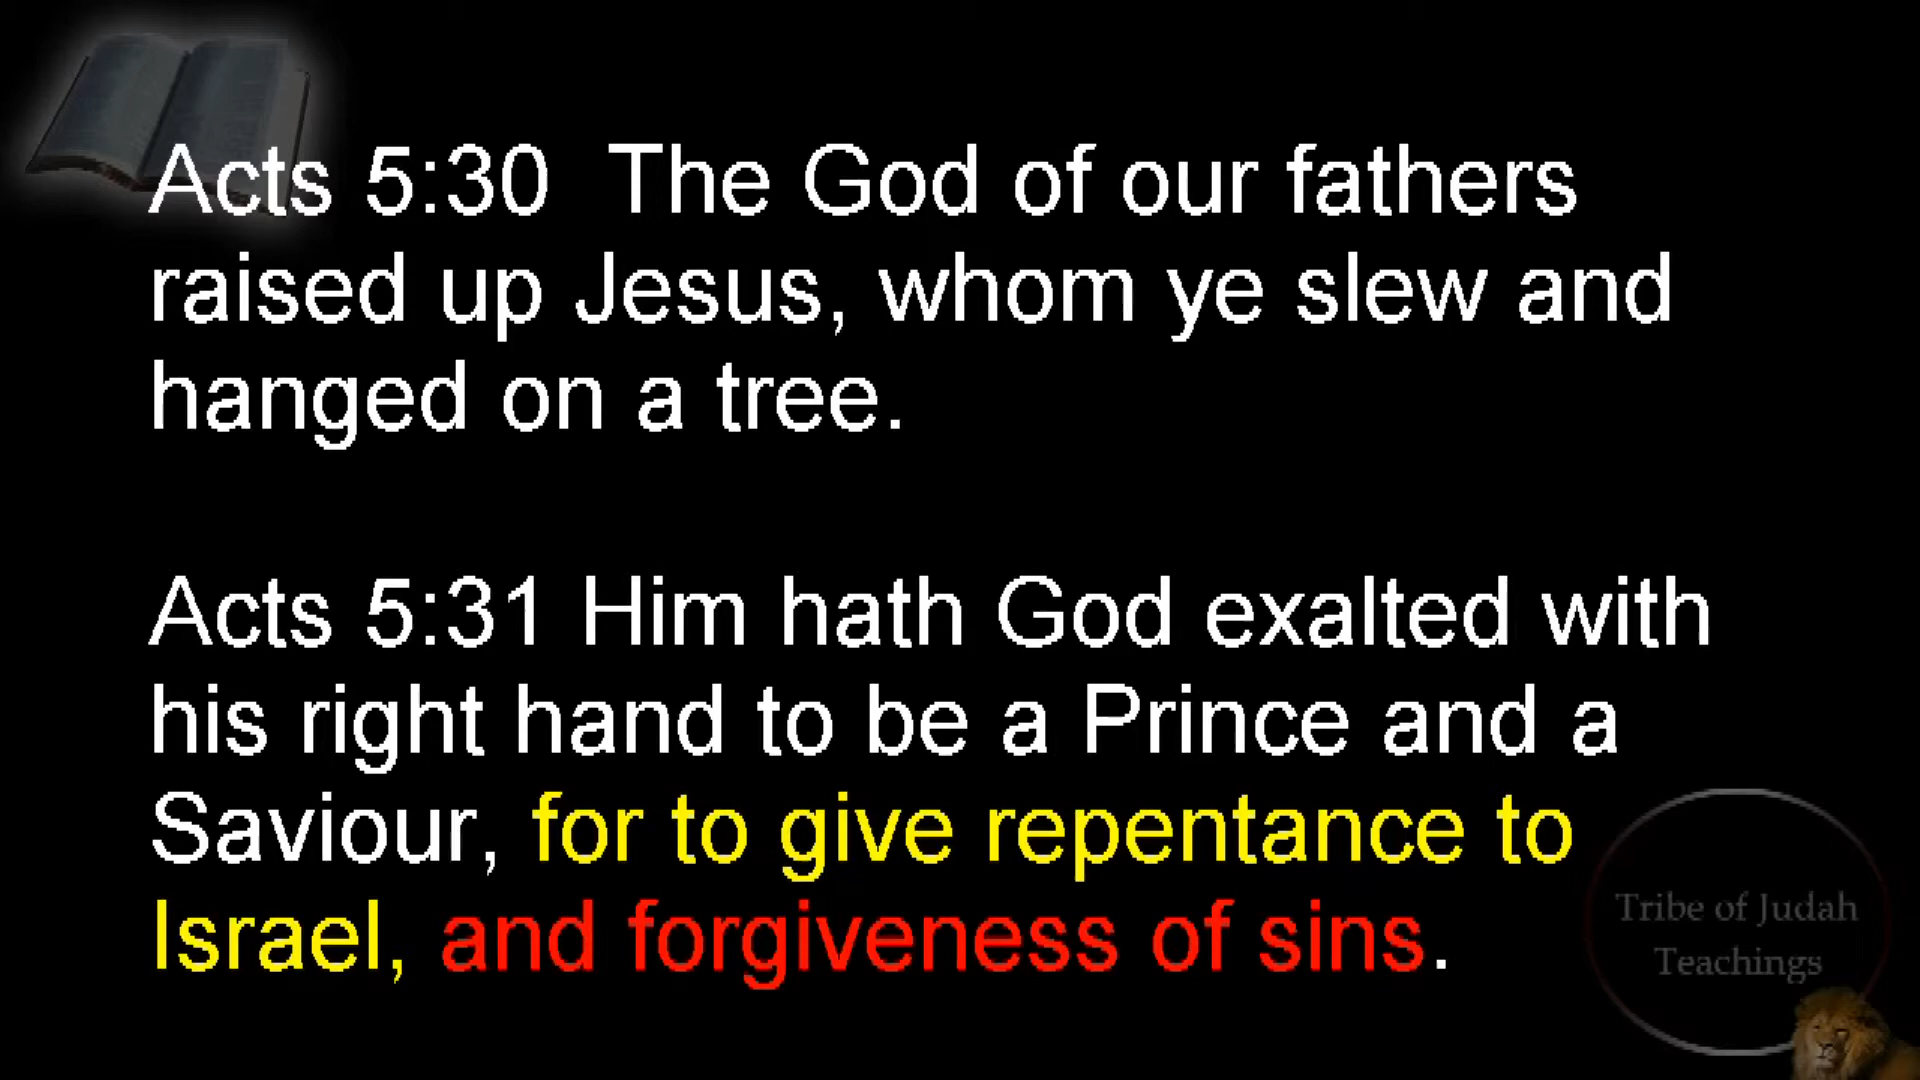 Acts 5:30  The God of our fathers
raised up Jesus, whom ye slew and
hanged on a tree.
Acts 5:31 Him hath God exalted with
his right hand to be a Prince and a
Saviour, for to give repentance to
Israel, and forgiveness of sins.
Tribe of Judah
Teachings